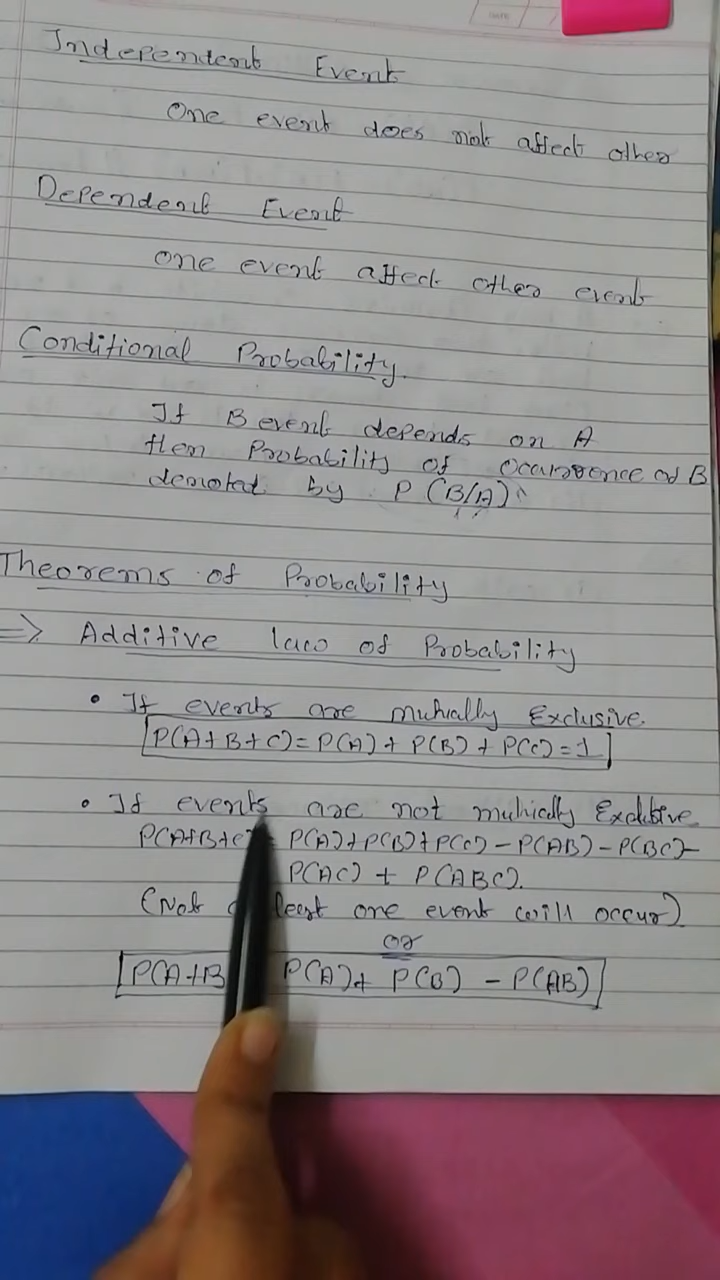 Independent Event
One event does not affect other
Dependent Event
One event affect other event
Conditional Probability.
If B event depends on A
then Probability of Ocurrence of B
denoted by P(B/A)
Theorems of Probability
=> Additive law of Probability
• If events are mutually Exclusive.
P(A+B+C)=P(A)+P(B)+P(C)=1
• If events are not mutually Exclusive
P(A+B+C)= P(A)+P(B)+P(C)-P(AB)-P(BC)-
P(AC) + P(ABC).
(Not least one event will occur)
or
P(A+B P(A)+ P(B) - P(AB)